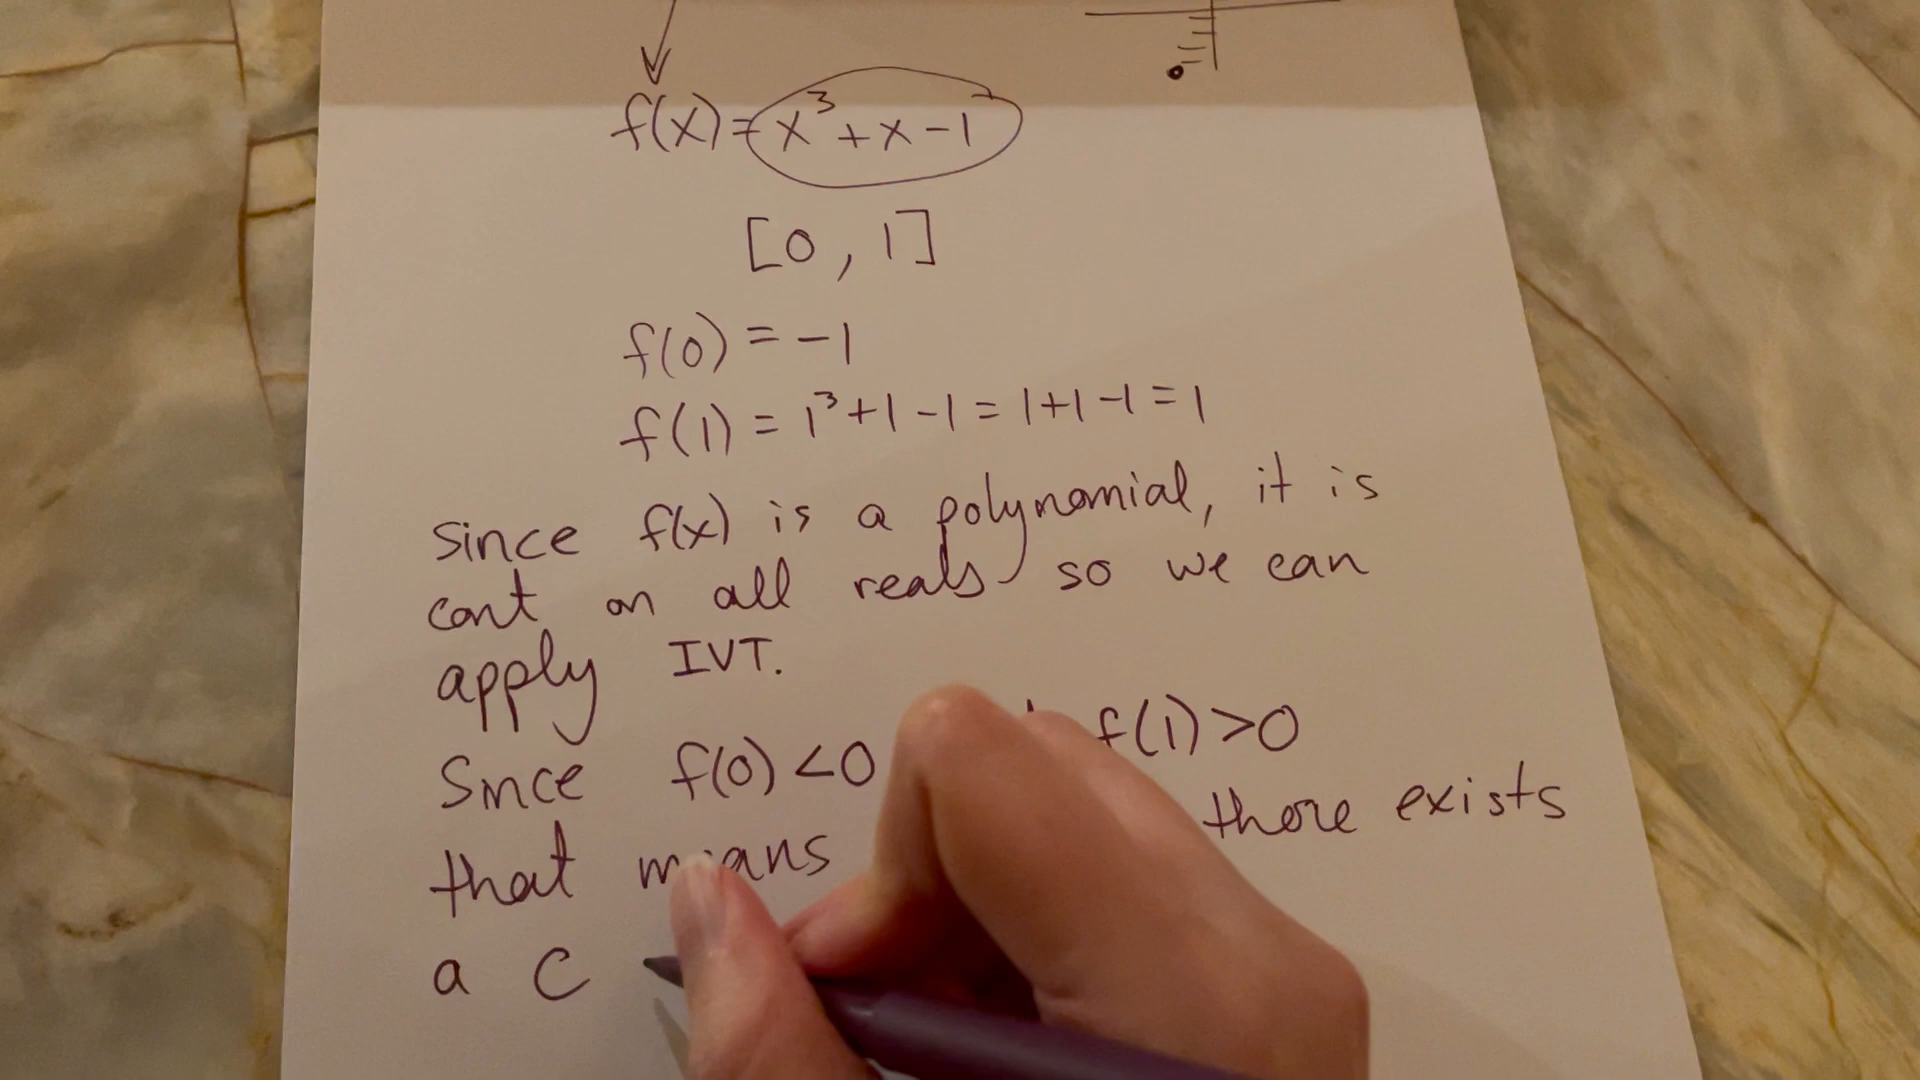 f(x) = x³ + x - 1
[0, 1]
f(0) = -1
f(1) = 1³ + 1 - 1 = 1 + 1 - 1 = 1
Since f(x) is a polynomial, it is
cont on all reals so we can
apply IVT.
Since f(0) < 0 f(1) > 0
that means there exists
a c